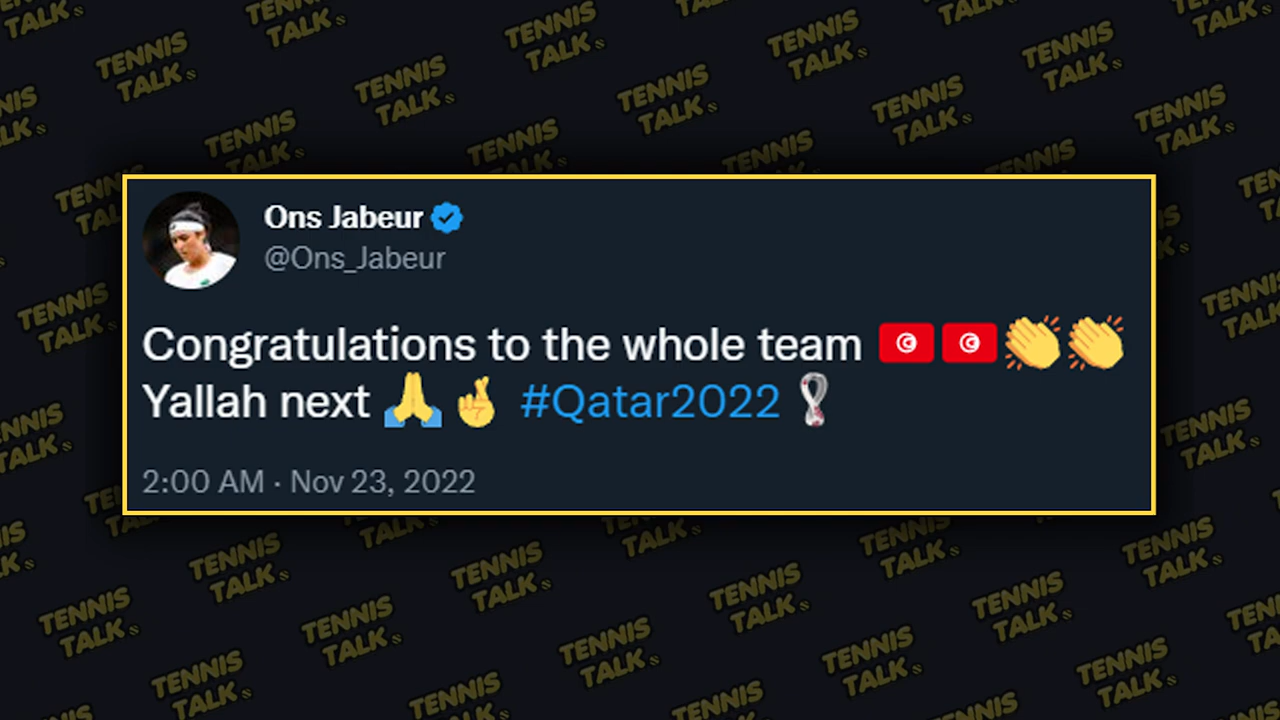 Ons Jabeur
@Ons_Jabeur
Congratulations to the whole team 🇹🇳🇹🇳👏👏
Yallah next 🙏🤞 #Qatar2022
2:00 AM · Nov 23, 2022
TENNIS
TALK